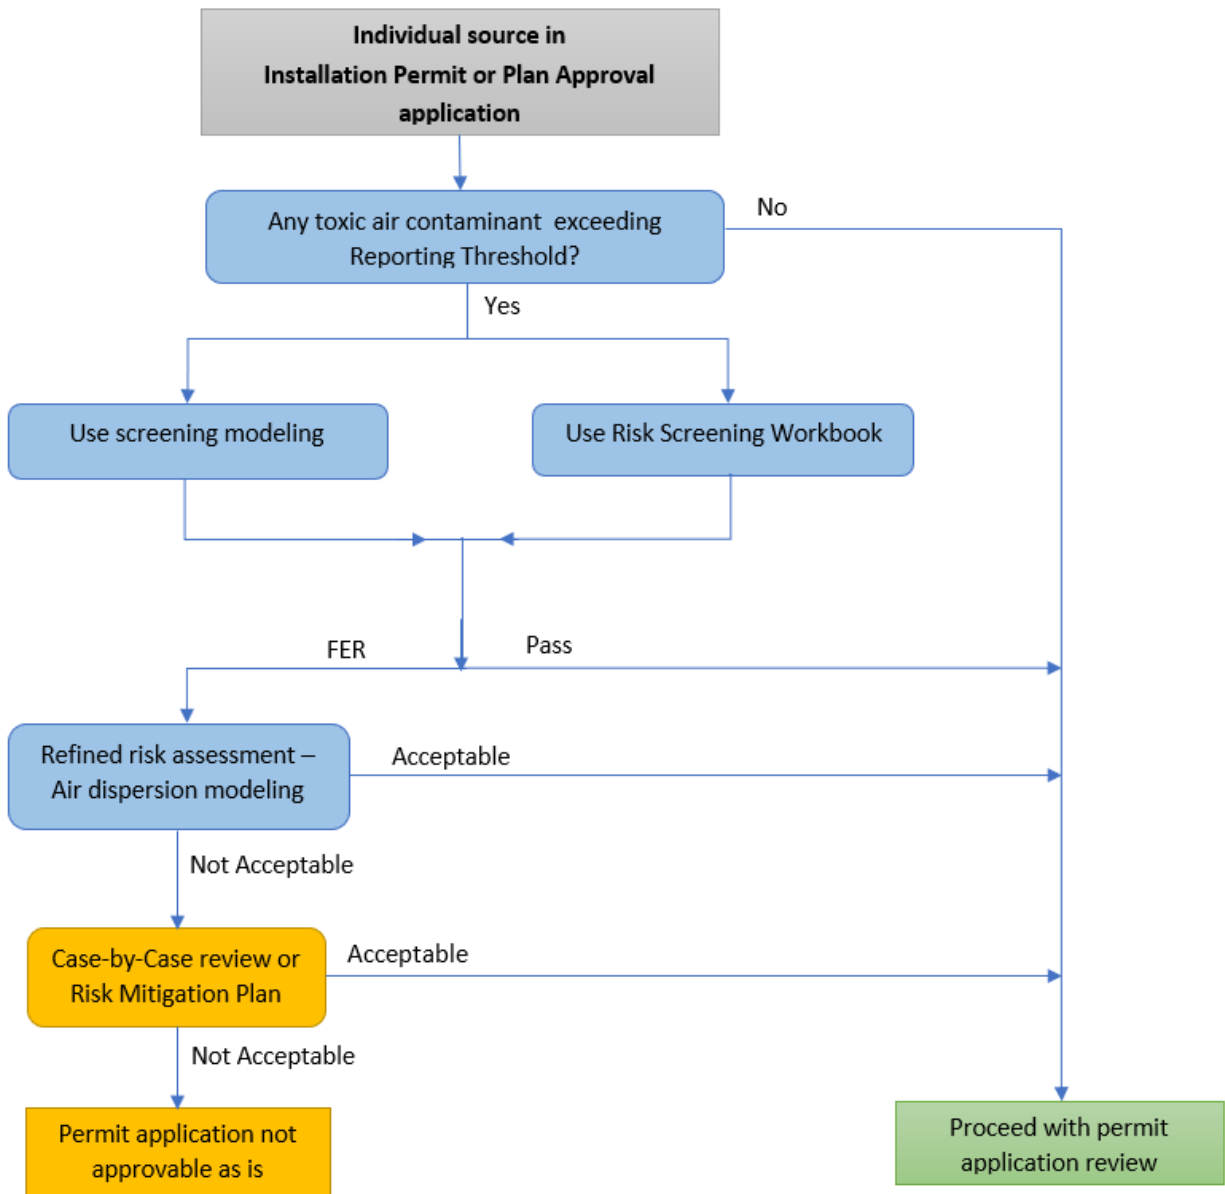 Individual source in
Installation Permit or Plan Approval
application
Any toxic air contaminant exceeding
Reporting Threshold?
No
Yes
Use screening modeling
Use Risk Screening Workbook
FER
Pass
Refined risk assessment –
Air dispersion modeling
Acceptable
Not Acceptable
Case-by-Case review or
Risk Mitigation Plan
Acceptable
Not Acceptable
Permit application not
approvable as is
Proceed with permit
application review